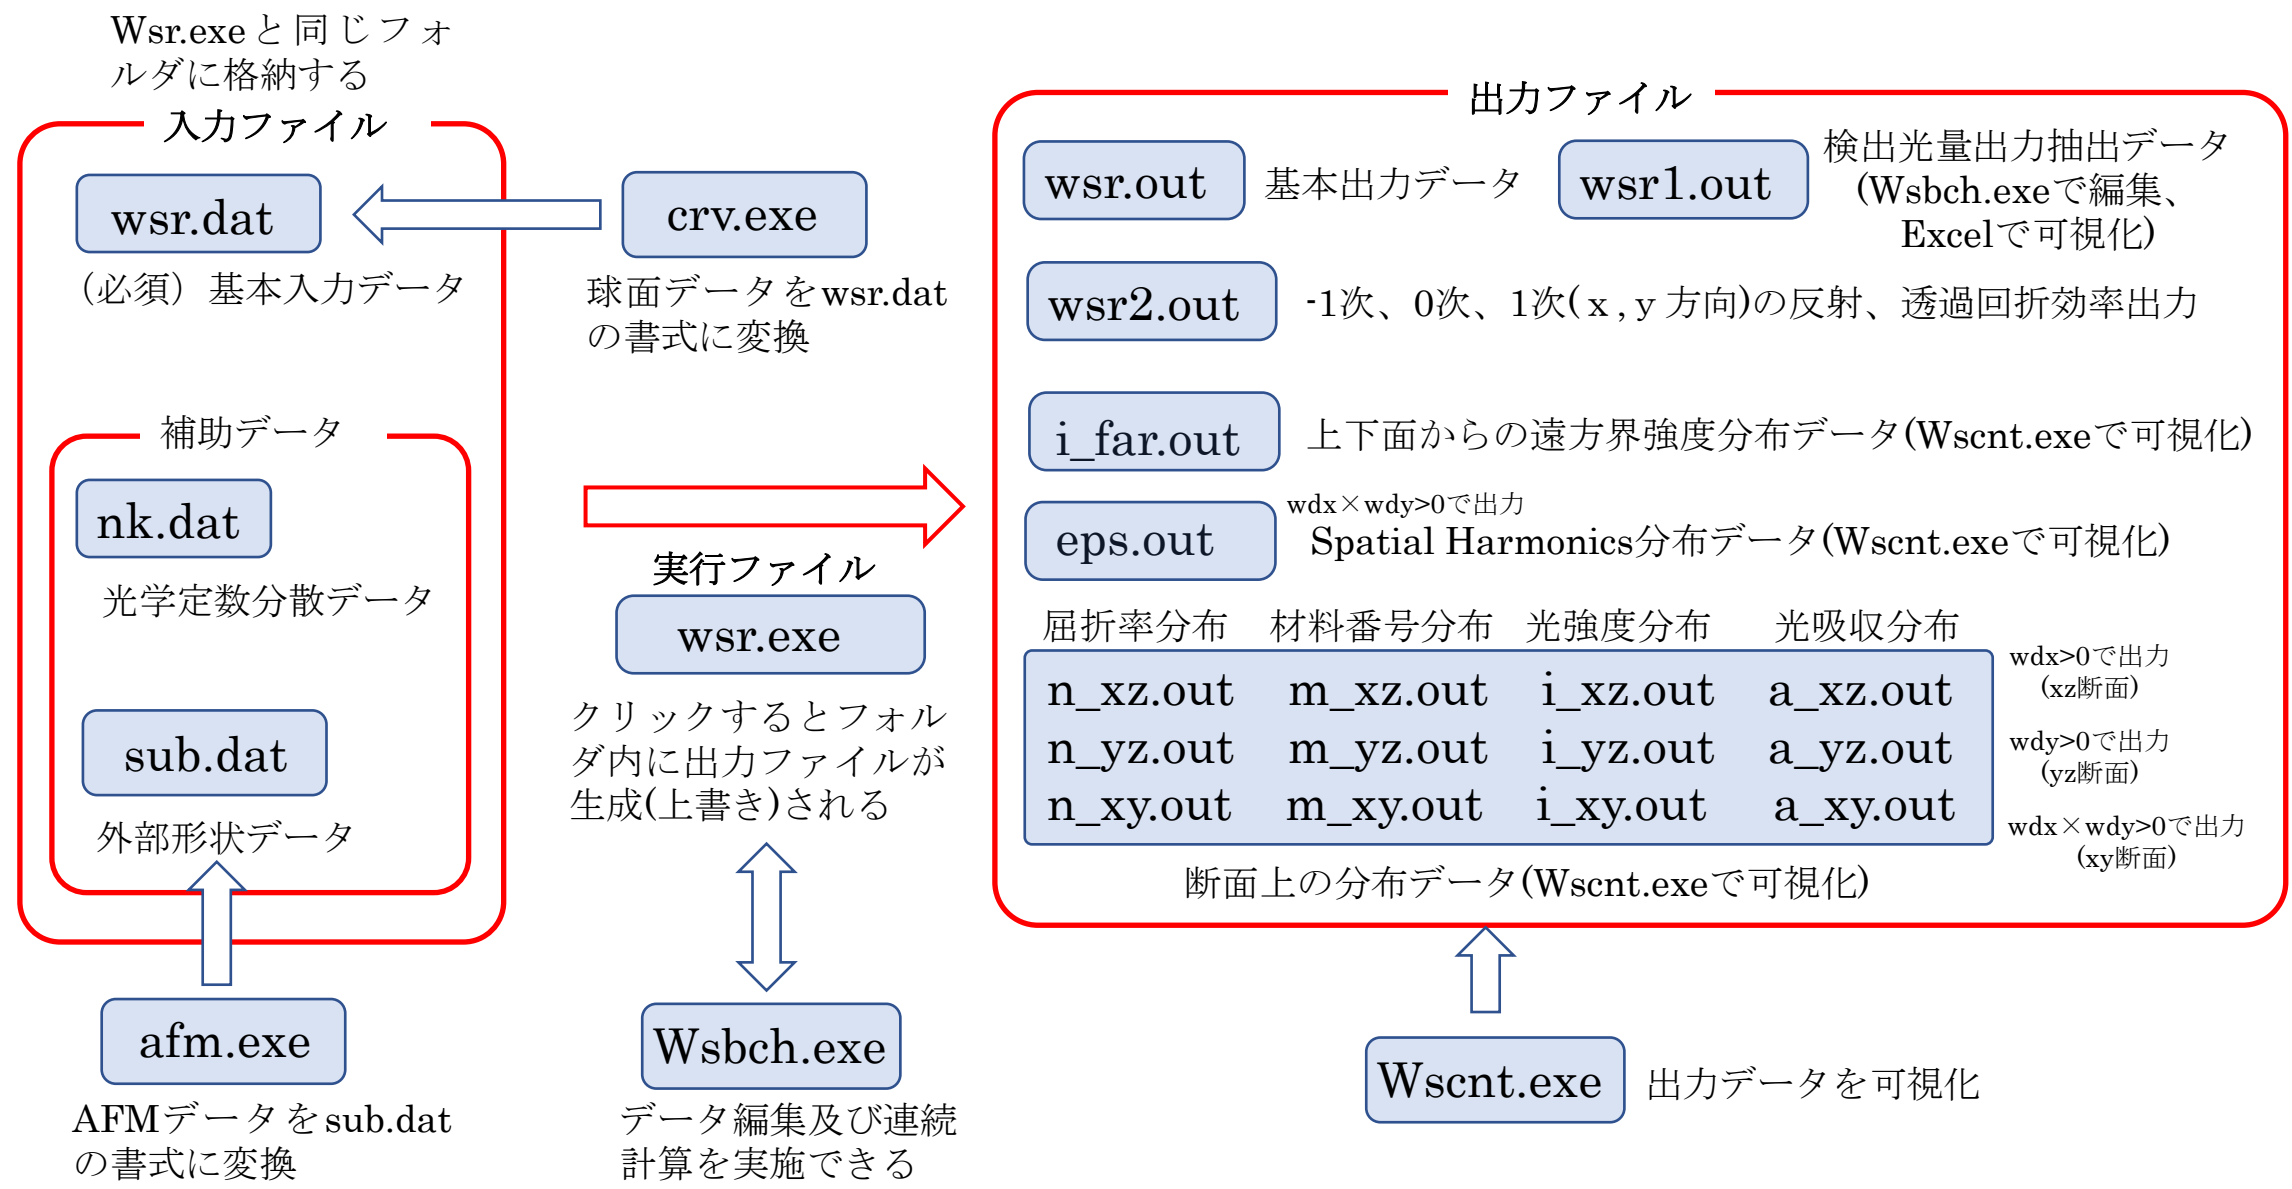 Wsr.exeと同じフォ
ルダに格納する
入力ファイル
wsr.dat
（必須）基本入力データ
補助データ
nk.dat
光学定数分散データ
sub.dat
外部形状データ
afm.exe
AFMデータをsub.dat
の書式に変換
crv.exe
球面データをwsr.dat
の書式に変換
実行ファイル
wsr.exe
クリックするとフォル
ダ内に出力ファイルが
生成(上書き)される
Wsbch.exe
データ編集及び連続
計算を実施できる
出力ファイル
wsr.out 基本出力データ
wsr1.out
検出光量出力抽出データ
(Wsbch.exeで編集、
Excelで可視化)
wsr2.out -1次、0次、1次(ｘ,ｙ方向)の反射、透過回折効率出力
i_far.out 上下面からの遠方界強度分布データ(Wscnt.exeで可視化)
wdx×wdy>0で出力
eps.out Spatial Harmonics分布データ(Wscnt.exeで可視化)
屈折率分布 材料番号分布 光強度分布 光吸収分布
n_xz.out m_xz.out i_xz.out a_xz.out
wdx>0で出力
(xz断面)
n_yz.out m_yz.out i_yz.out a_yz.out
wdy>0で出力
(yz断面)
n_xy.out m_xy.out i_xy.out a_xy.out
wdx×wdy>0で出力
(xy断面)
断面上の分布データ(Wscnt.exeで可視化)
Wscnt.exe 出力データを可視化